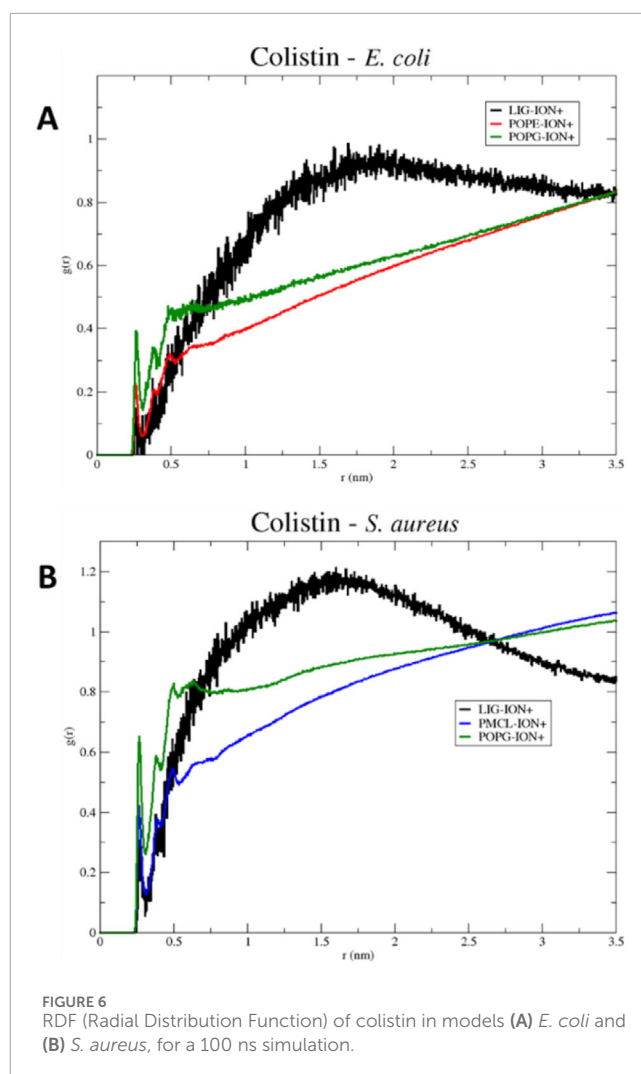 Colistin - E. coli
A
LIG-ION+
POPE-ION+
POPG-ION+
1
0.8
0.6
0.4
0.2
0
g(r)
0 0.5 1 1.5 2 2.5 3 3.5
r (nm)
Colistin - S. aureus
B
1.2
1
0.8
0.6
0.4
0.2
0
g(r)
LIG-ION+
PMCL-ION+
POPG-ION+
0 0.5 1 1.5 2 2.5 3 3.5
r (nm)
FIGURE 6
RDF (Radial Distribution Function) of colistin in models (A) E. coli and
(B) S. aureus, for a 100 ns simulation.